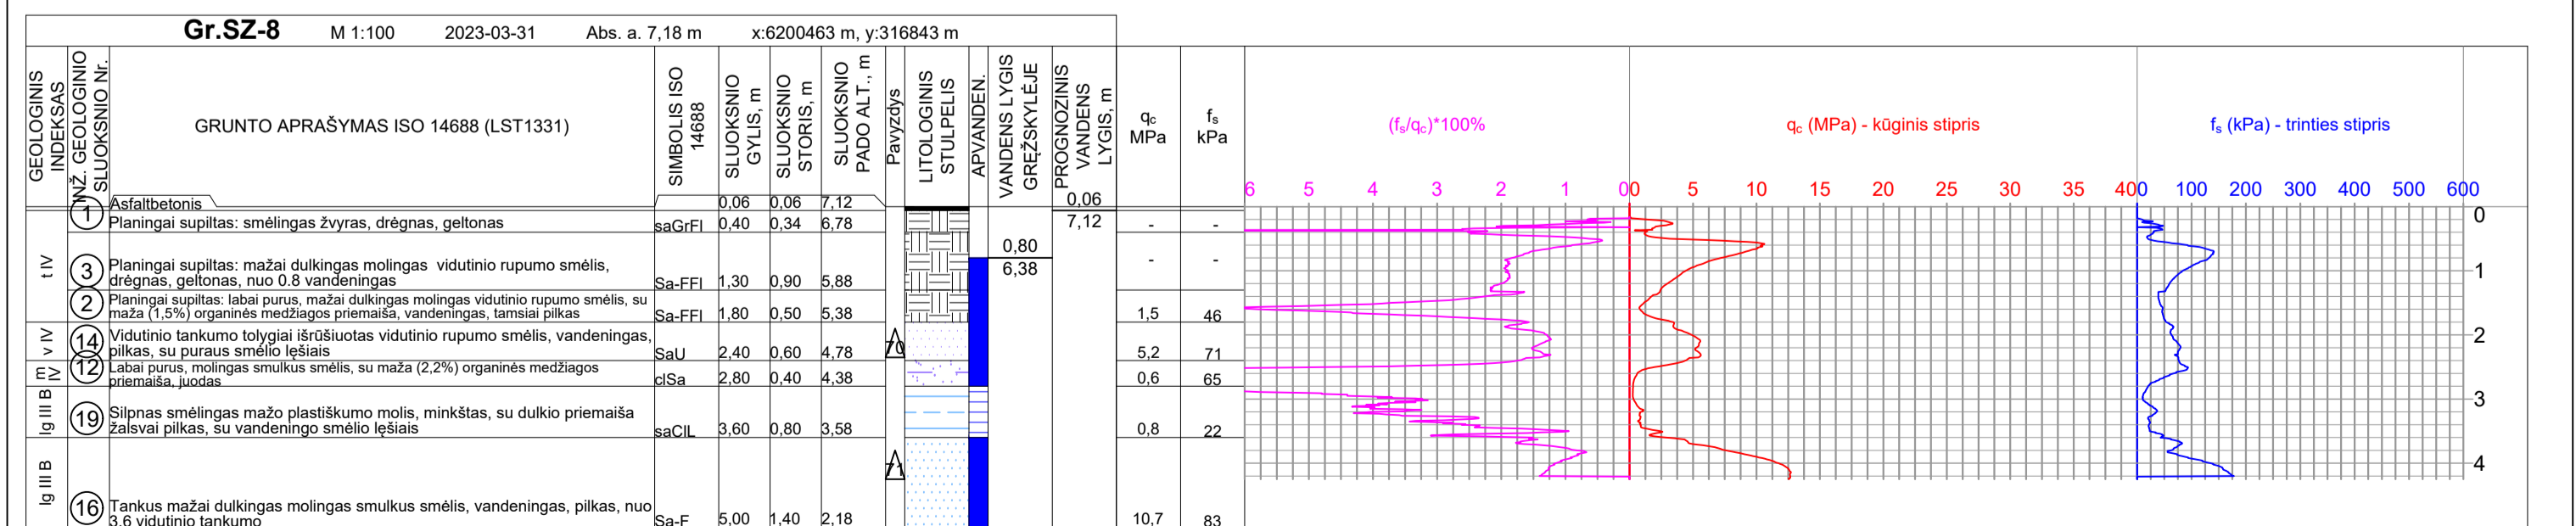 Gr.SZ-8 M 1:100 2023-03-31 Abs. a. 7,18 m x:6200463 m, y:316843 m
GEOLOGINIS
INDEKSAS
INŽ. GEOLOGINIO
SLUOKSNIO Nr.
GRUNTO APRAŠYMAS ISO 14688 (LST1331)
SIMBOLIS ISO
14688
SLUOKSNIO
GYLIS, m
SLUOKSNIO
STORIS, m
SLUOKSNIO
PADO ALT., m
Pavyzdys
LITOLOGINIS
STULPELIS
APVANDEN.
VANDENS LYGIS
GRĘŽSKYLĖJE
PROGNOZINIS
VANDENS
LYGIS, m
qc
MPa
fs
kPa
(fs/qc)*100%
qc (MPa) - kūginis stipris
fs (kPa) - trinties stipris
6 5 4 3 2 1 0
0 5 10 15 20 25 30 35 40
0 100 200 300 400 500 600
Asfaltbetonis 0,06 0,06 7,12
0,06
7,12
1 Planingai supiltas: smėlingas žvyras, drėgnas, geltonas saGrFl 0,40 0,34 6,78 - -
t IV
3 Planingai supiltas: mažai dulkingas molingas vidutinio rupumo smėlis,
drėgnas, geltonas, nuo 0.8 vandeningas Sa-FFl 1,30 0,90 5,88 - -
0,80
6,38
2 Planingai supiltas: labai purus, mažai dulkingas molingas vidutinio rupumo smėlis, su
maža (1,5%) organinės medžiagos priemaiša, vandeningas, tamsiai pilkas Sa-FFl 1,80 0,50 5,38 1,5 46
v IV
14 Vidutinio tankumo tolygiai išrūšiuotas vidutinio rupumo smėlis, vandeningas,
pilkas, su puraus smėlio lęšiais SaU 2,40 0,60 4,78 70 5,2 71
m
IV
12 Labai purus, molingas smulkus smėlis, su maža (2,2%) organinės medžiagos
priemaiša, juodas clSa 2,80 0,40 4,38 0,6 65
lg III B
19 Silpnas smėlingas mažo plastiškumo molis, minkštas, su dulkio priemaiša
žalsvai pilkas, su vandeningo smėlio lęšiais saClL 3,60 0,80 3,58 0,8 22
lg III B
71
16 Tankus mažai dulkingas molingas smulkus smėlis, vandeningas, pilkas, nuo
3.6 vidutinio tankumo Sa-F 5,00 1,40 2,18 10,7 83
0
1
2
3
4